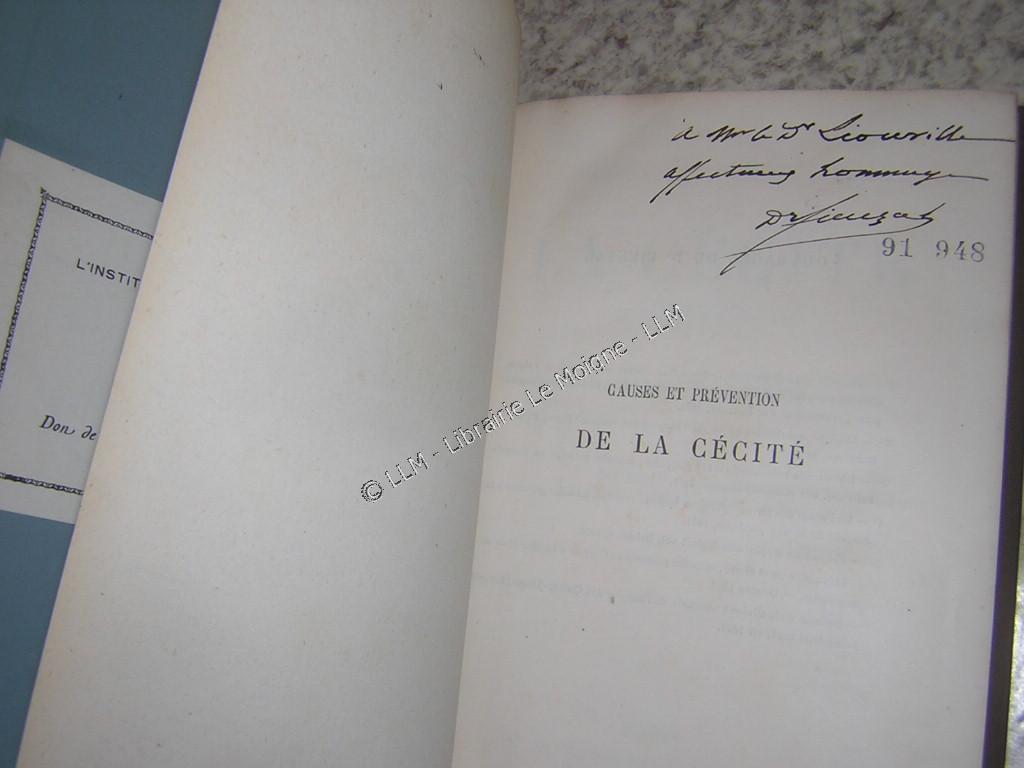 L'INSTIT
Don de
à Mr le Dr Liouville
affectueux hommage
Dr
91 948
CAUSES ET PRÉVENTION
DE LA CÉCITÉ
© LLM - Librairie Le Moigne - LLM